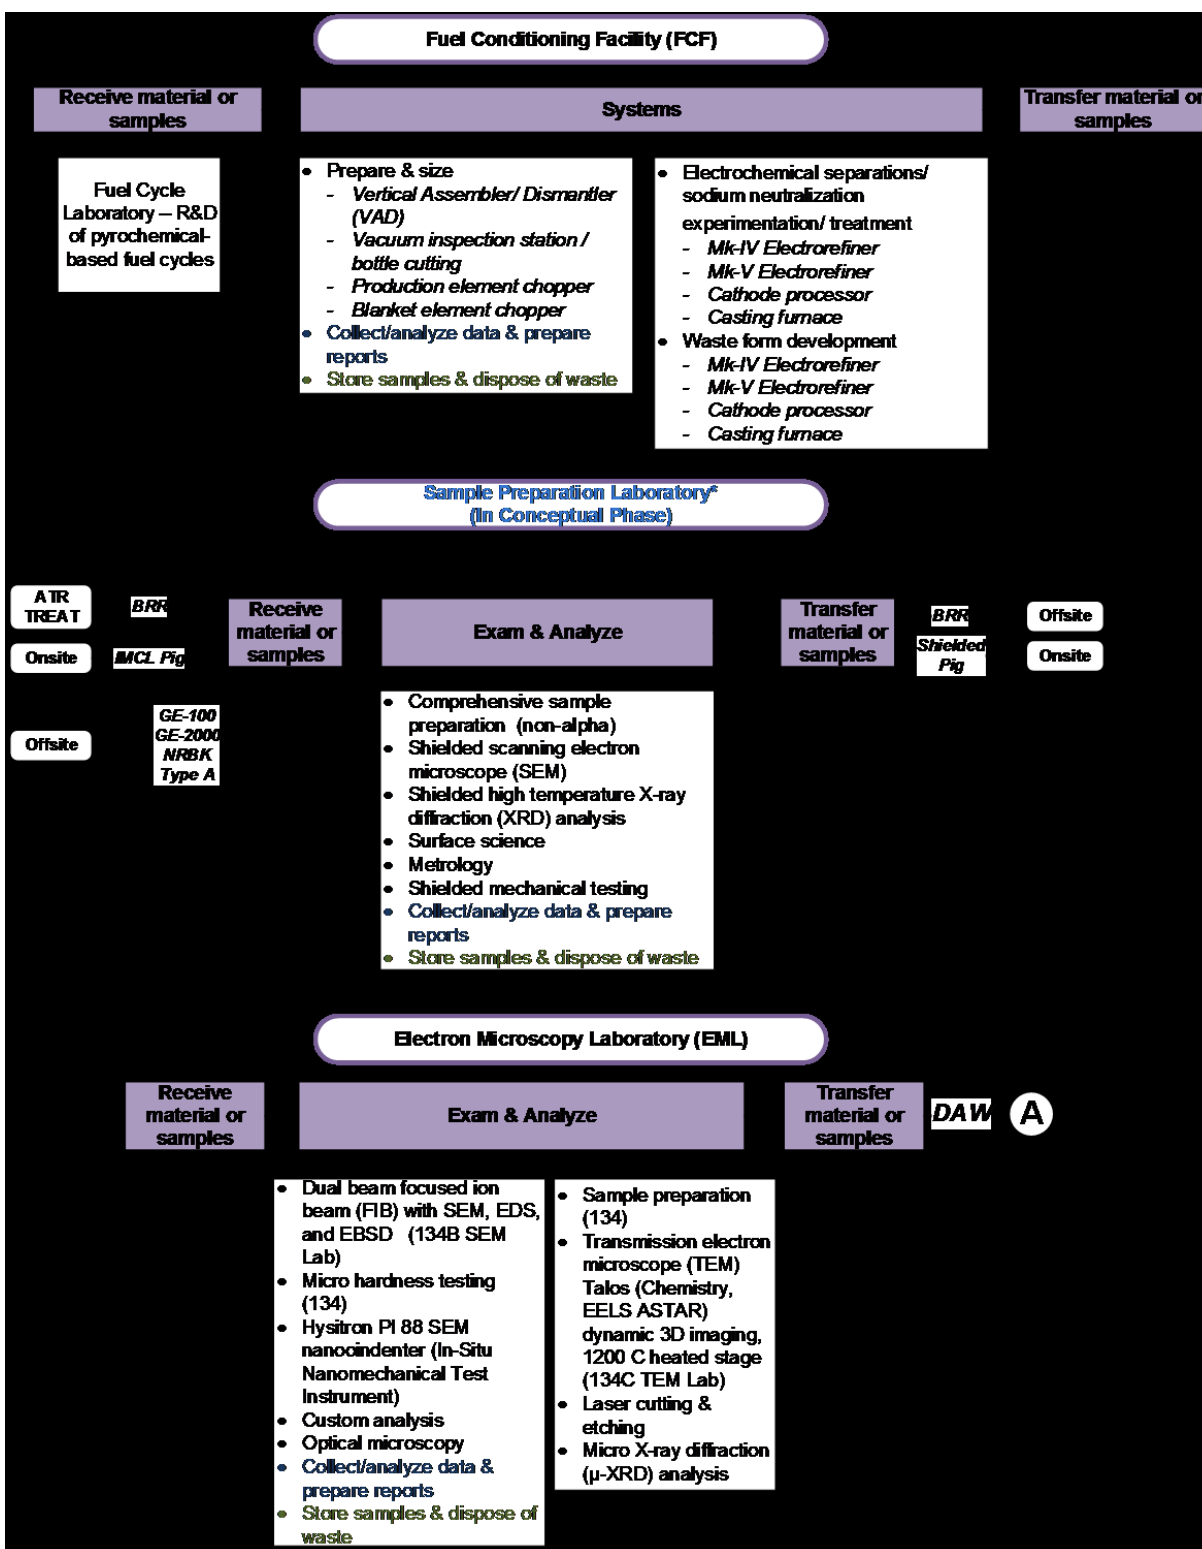 Fuel Conditioning Facility (FCF)
Receive material or
samples
Systems
Transfer material or
samples
Fuel Cycle
Laboratory – R&D
of pyrochemical-
based fuel cycles
• Prepare & size
- Vertical Assembler/ Dismantler
(VAD)
- Vacuum inspection station /
bottle cutting
- Production element chopper
- Blanket element chopper
• Collect/analyze data & prepare
reports
• Store samples & dispose of waste
• Electrochemical separations/
sodium neutralization
experimentation/ treatment
- Mk-IV Electrorefiner
- Mk-V Electrorefiner
- Cathode processor
- Casting furnace
• Waste form development
- Mk-IV Electrorefiner
- Mk-V Electrorefiner
- Cathode processor
- Casting furnace
Sample Preparation Laboratory*
(In Conceptual Phase)
ATR
TREAT
BRR
Onsite
IMCL Pig
Offsite
GE-100
GE-2000
NRBK
Type A
Receive
material or
samples
Exam & Analyze
Transfer
material or
samples
BRR
Offsite
Shielded
Pig
Onsite
• Comprehensive sample
preparation (non-alpha)
• Shielded scanning electron
microscope (SEM)
• Shielded high temperature X-ray
diffraction (XRD) analysis
• Surface science
• Metrology
• Shielded mechanical testing
• Collect/analyze data & prepare
reports
• Store samples & dispose of waste
Electron Microscopy Laboratory (EML)
Receive
material or
samples
Exam & Analyze
Transfer
material or
samples
DAW
A
• Dual beam focused ion
beam (FIB) with SEM, EDS,
and EBSD (134B SEM
Lab)
• Micro hardness testing
(134)
• Hysitron PI 88 SEM
nanooindenter (In-Situ
Nanomechanical Test
Instrument)
• Custom analysis
• Optical microscopy
• Collect/analyze data &
prepare reports
• Store samples & dispose of
waste
• Sample preparation
(134)
• Transmission electron
microscope (TEM)
Talos (Chemistry,
EELS ASTAR)
dynamic 3D imaging,
1200 C heated stage
(134C TEM Lab)
• Laser cutting &
etching
• Micro X-ray diffraction
(µ-XRD) analysis